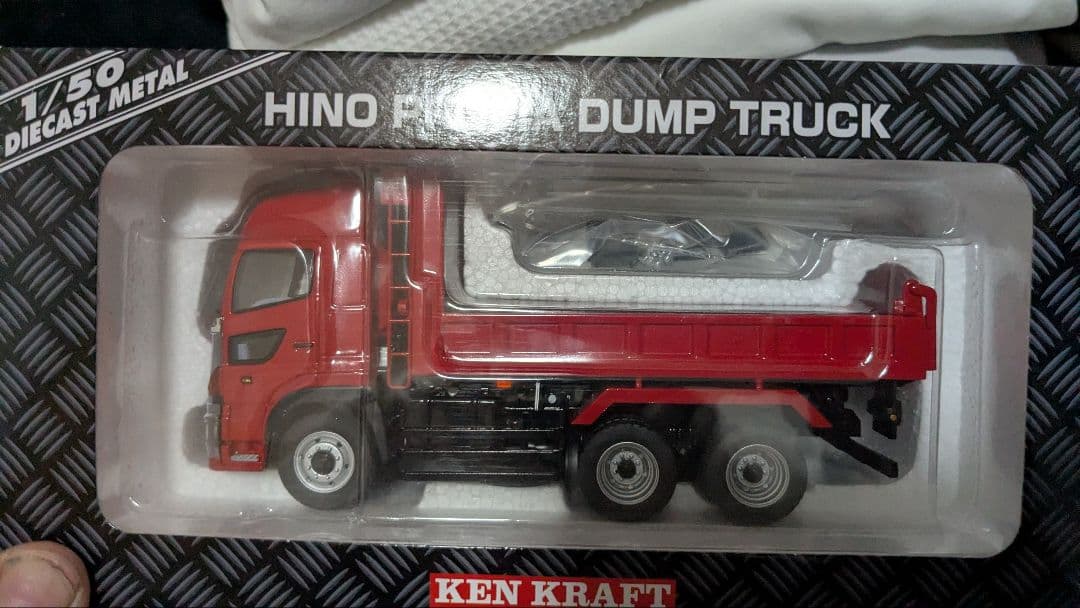 1/50
DIECAST METAL
HINO DUMP TRUCK
KEN KRAFT